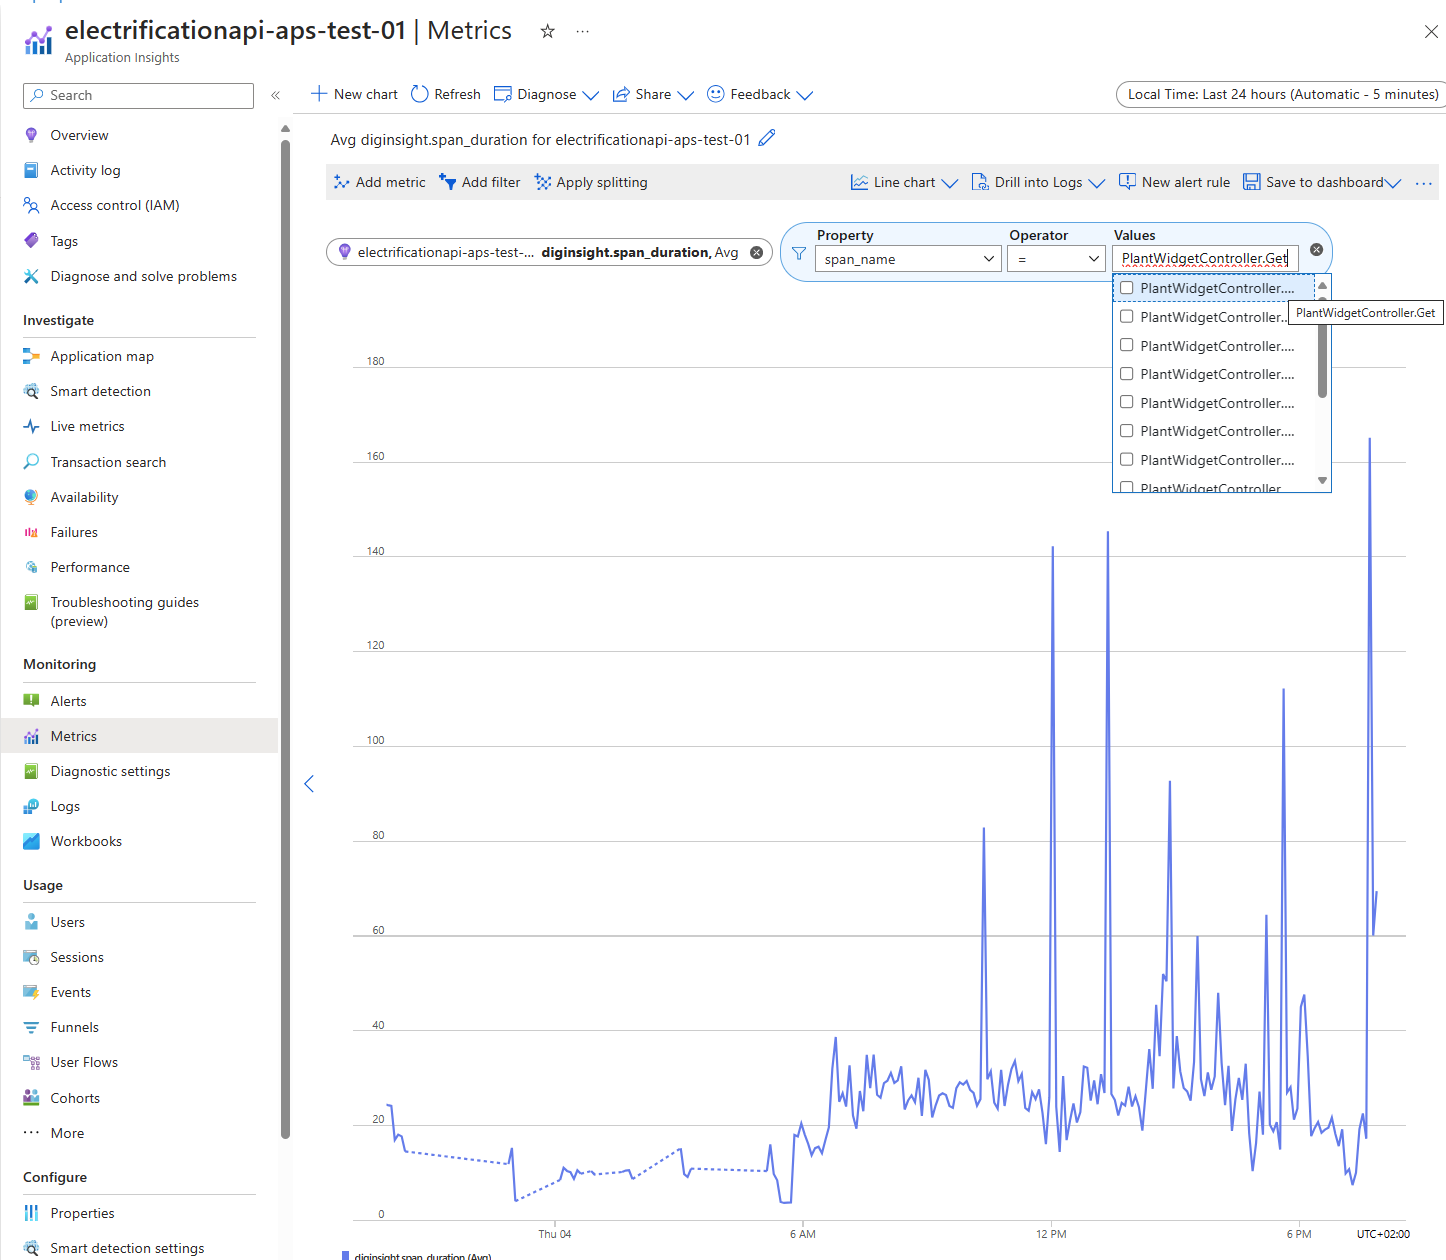 electrificationapi-aps-test-01 | Metrics
Application Insights
Search
New chart
Refresh
Diagnose
Share
Feedback
Local Time: Last 24 hours (Automatic - 5 minutes)
Overview
Activity log
Access control (IAM)
Tags
Diagnose and solve problems
Investigate
Application map
Smart detection
Live metrics
Transaction search
Availability
Failures
Performance
Troubleshooting guides
(preview)
Monitoring
Alerts
Metrics
Diagnostic settings
Logs
Workbooks
Usage
Users
Sessions
Events
Funnels
User Flows
Cohorts
More
Configure
Properties
Smart detection settings
Avg diginsight.span_duration for electrificationapi-aps-test-01
Add metric
Add filter
Apply splitting
Line chart
Drill into Logs
New alert rule
Save to dashboard
electrificationapi-aps-test-... diginsight.span_duration, Avg
Property
Operator
Values
span_name
=
PlantWidgetController.Get
PlantWidgetController....
PlantWidgetController.Get
PlantWidgetController....
PlantWidgetController....
PlantWidgetController....
PlantWidgetController....
PlantWidgetController....
PlantWidgetController....
PlantWidgetController
180
160
140
120
100
80
60
40
20
0
Thu 04
6 AM
12 PM
6 PM
UTC+02:00
diginsight.span_duration (Avg)